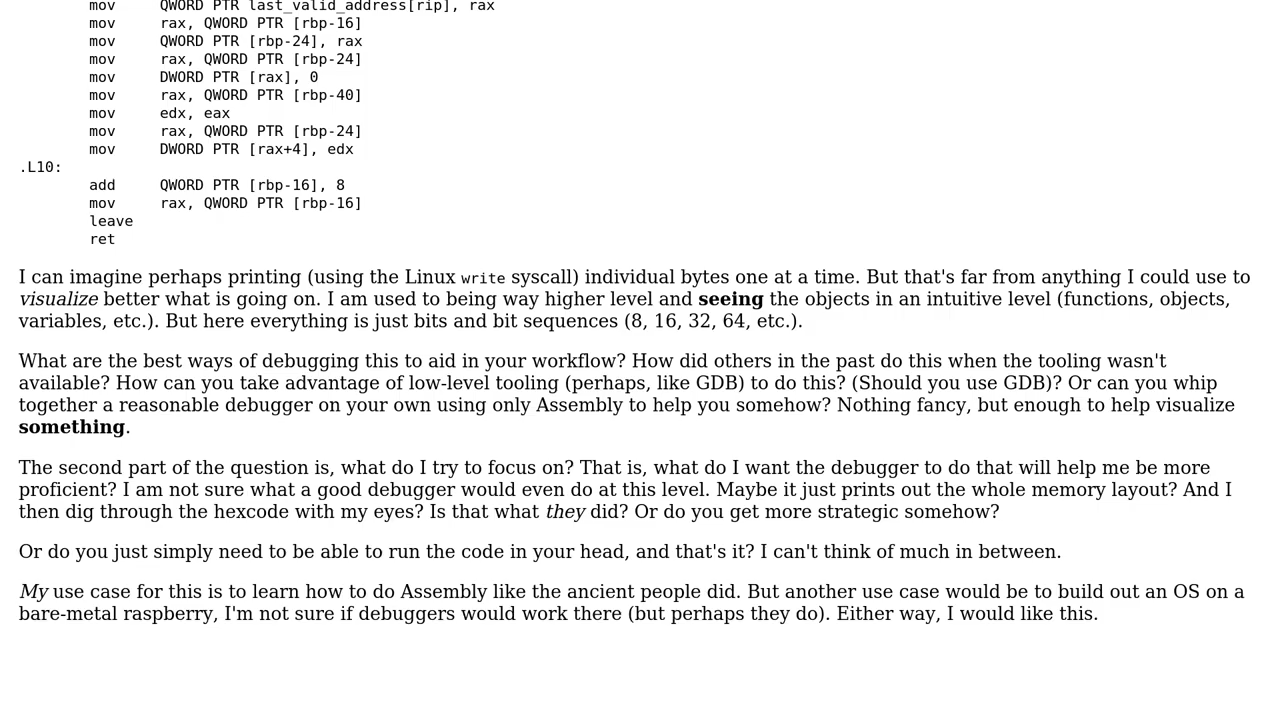 mov     QWORD PTR last_valid_address[rip], rax
mov     rax, QWORD PTR [rbp-16]
mov     QWORD PTR [rbp-24], rax
mov     rax, QWORD PTR [rbp-24]
mov     DWORD PTR [rax], 0
mov     rax, QWORD PTR [rbp-40]
mov     edx, eax
mov     rax, QWORD PTR [rbp-24]
mov     DWORD PTR [rax+4], edx
.L10:
add     QWORD PTR [rbp-16], 8
mov     rax, QWORD PTR [rbp-16]
leave
ret
I can imagine perhaps printing (using the Linux write syscall) individual bytes one at a time. But that's far from anything I could use to
visualize better what is going on. I am used to being way higher level and seeing the objects in an intuitive level (functions, objects,
variables, etc.). But here everything is just bits and bit sequences (8, 16, 32, 64, etc.).
What are the best ways of debugging this to aid in your workflow? How did others in the past do this when the tooling wasn't
available? How can you take advantage of low-level tooling (perhaps, like GDB) to do this? (Should you use GDB)? Or can you whip
together a reasonable debugger on your own using only Assembly to help you somehow? Nothing fancy, but enough to help visualize
something.
The second part of the question is, what do I try to focus on? That is, what do I want the debugger to do that will help me be more
proficient? I am not sure what a good debugger would even do at this level. Maybe it just prints out the whole memory layout? And I
then dig through the hexcode with my eyes? Is that what they did? Or do you get more strategic somehow?
Or do you just simply need to be able to run the code in your head, and that's it? I can't think of much in between.
My use case for this is to learn how to do Assembly like the ancient people did. But another use case would be to build out an OS on a
bare-metal raspberry, I'm not sure if debuggers would work there (but perhaps they do). Either way, I would like this.